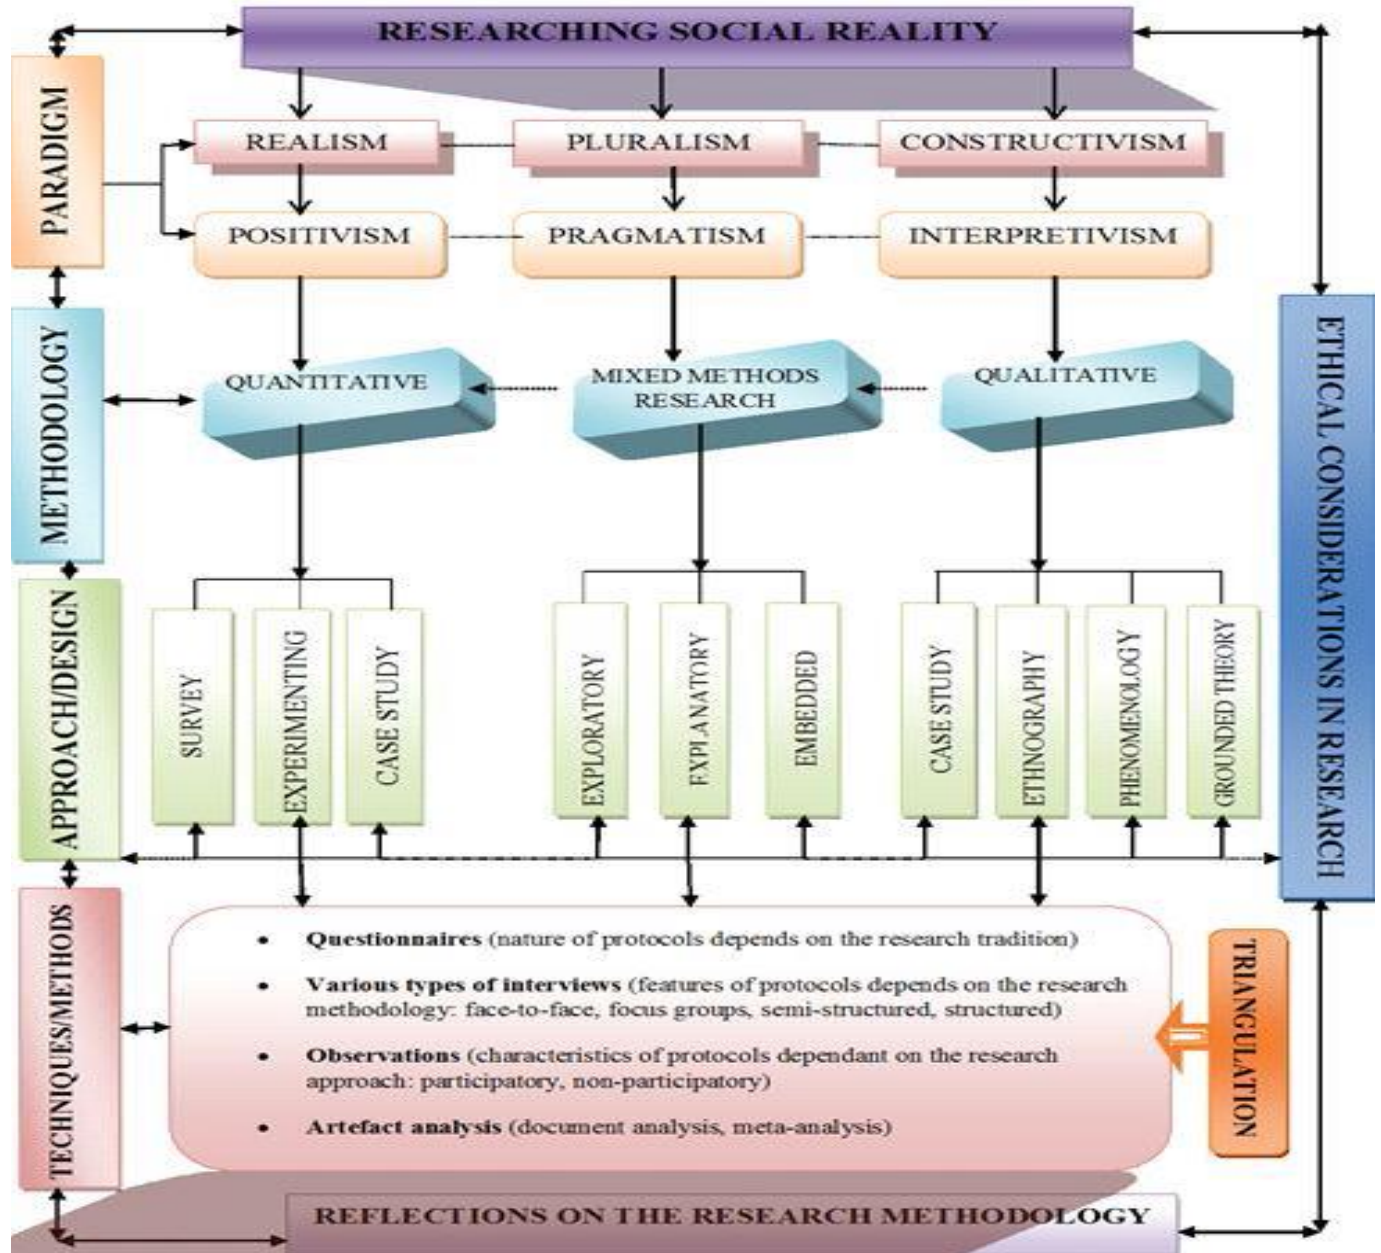 RESEARCHING SOCIAL REALITY
PARADIGM
REALISM
PLURALISM
CONSTRUCTIVISM
POSITIVISM
PRAGMATISM
INTERPRETIVISM
METHODOLOGY
QUANTITATIVE
MIXED METHODS
RESEARCH
QUALITATIVE
ETHICAL CONSIDERATIONS IN RESEARCH
APPROACH/DESIGN
SURVEY
EXPERIMENTING
CASE STUDY
EXPLORATORY
EXPLANATORY
EMBEDDED
CASE STUDY
ETHNOGRAPHY
PHENOMENOLOGY
GROUNDED THEORY
TECHNIQUES/METHODS
• Questionnaires (nature of protocols depends on the research tradition)
• Various types of interviews (features of protocols depends on the research
methodology: face-to-face, focus groups, semi-structured, structured)
• Observations (characteristics of protocols dependant on the research
approach: participatory, non-participatory)
• Artefact analysis (document analysis, meta-analysis)
TRIANGULATION
REFLECTIONS ON THE RESEARCH METHODOLOGY